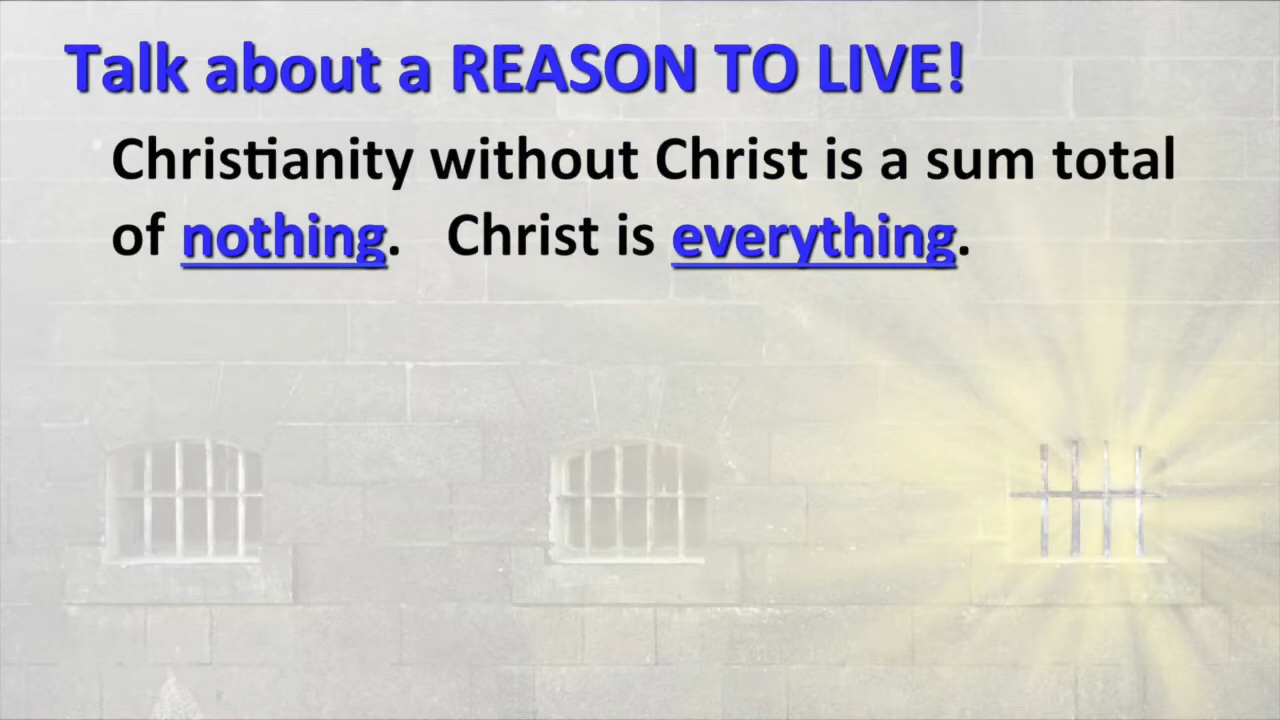 Talk about a REASON TO LIVE!
Christianity without Christ is a sum total
of nothing. Christ is everything.